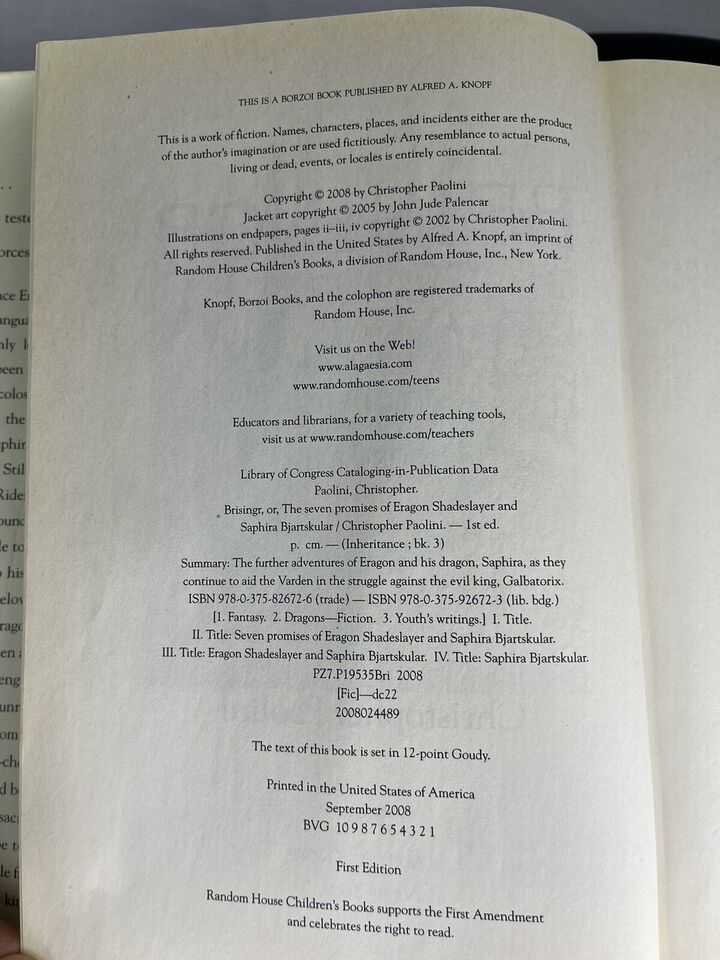 THIS IS A BORZOI BOOK PUBLISHED BY ALFRED A. KNOPF
This is a work of fiction. Names, characters, places, and incidents either are the product
of the author's imagination or are used fictitiously. Any resemblance to actual persons,
living or dead, events, or locales is entirely coincidental.
Copyright © 2008 by Christopher Paolini
Jacket art copyright © 2005 by John Jude Palencar
Illustrations on endpapers, pages ii–iii, iv copyright © 2002 by Christopher Paolini.
All rights reserved. Published in the United States by Alfred A. Knopf, an imprint of
Random House Children's Books, a division of Random House, Inc., New York.
Knopf, Borzoi Books, and the colophon are registered trademarks of
Random House, Inc.
Visit us on the Web!
www.alagaesia.com
www.randomhouse.com/teens
Educators and librarians, for a variety of teaching tools,
visit us at www.randomhouse.com/teachers
Library of Congress Cataloging-in-Publication Data
Paolini, Christopher.
Brisingr, or, The seven promises of Eragon Shadeslayer and
Saphira Bjartskular / Christopher Paolini. — 1st ed.
p. cm. — (Inheritance ; bk. 3)
Summary: The further adventures of Eragon and his dragon, Saphira, as they
continue to aid the Varden in the struggle against the evil king, Galbatorix.
ISBN 978-0-375-82672-6 (trade) — ISBN 978-0-375-92672-3 (lib. bdg.)
[1. Fantasy. 2. Dragons—Fiction. 3. Youth's writings.] I. Title.
II. Title: Seven promises of Eragon Shadeslayer and Saphira Bjartskular.
III. Title: Eragon Shadeslayer and Saphira Bjartskular. IV. Title: Saphira Bjartskular.
PZ7.P19535Bri 2008
[Fic]—dc22
2008024489
The text of this book is set in 12-point Goudy.
Printed in the United States of America
September 2008
BVG 10 9 8 7 6 5 4 3 2 1
First Edition
Random House Children's Books supports the First Amendment
and celebrates the right to read.